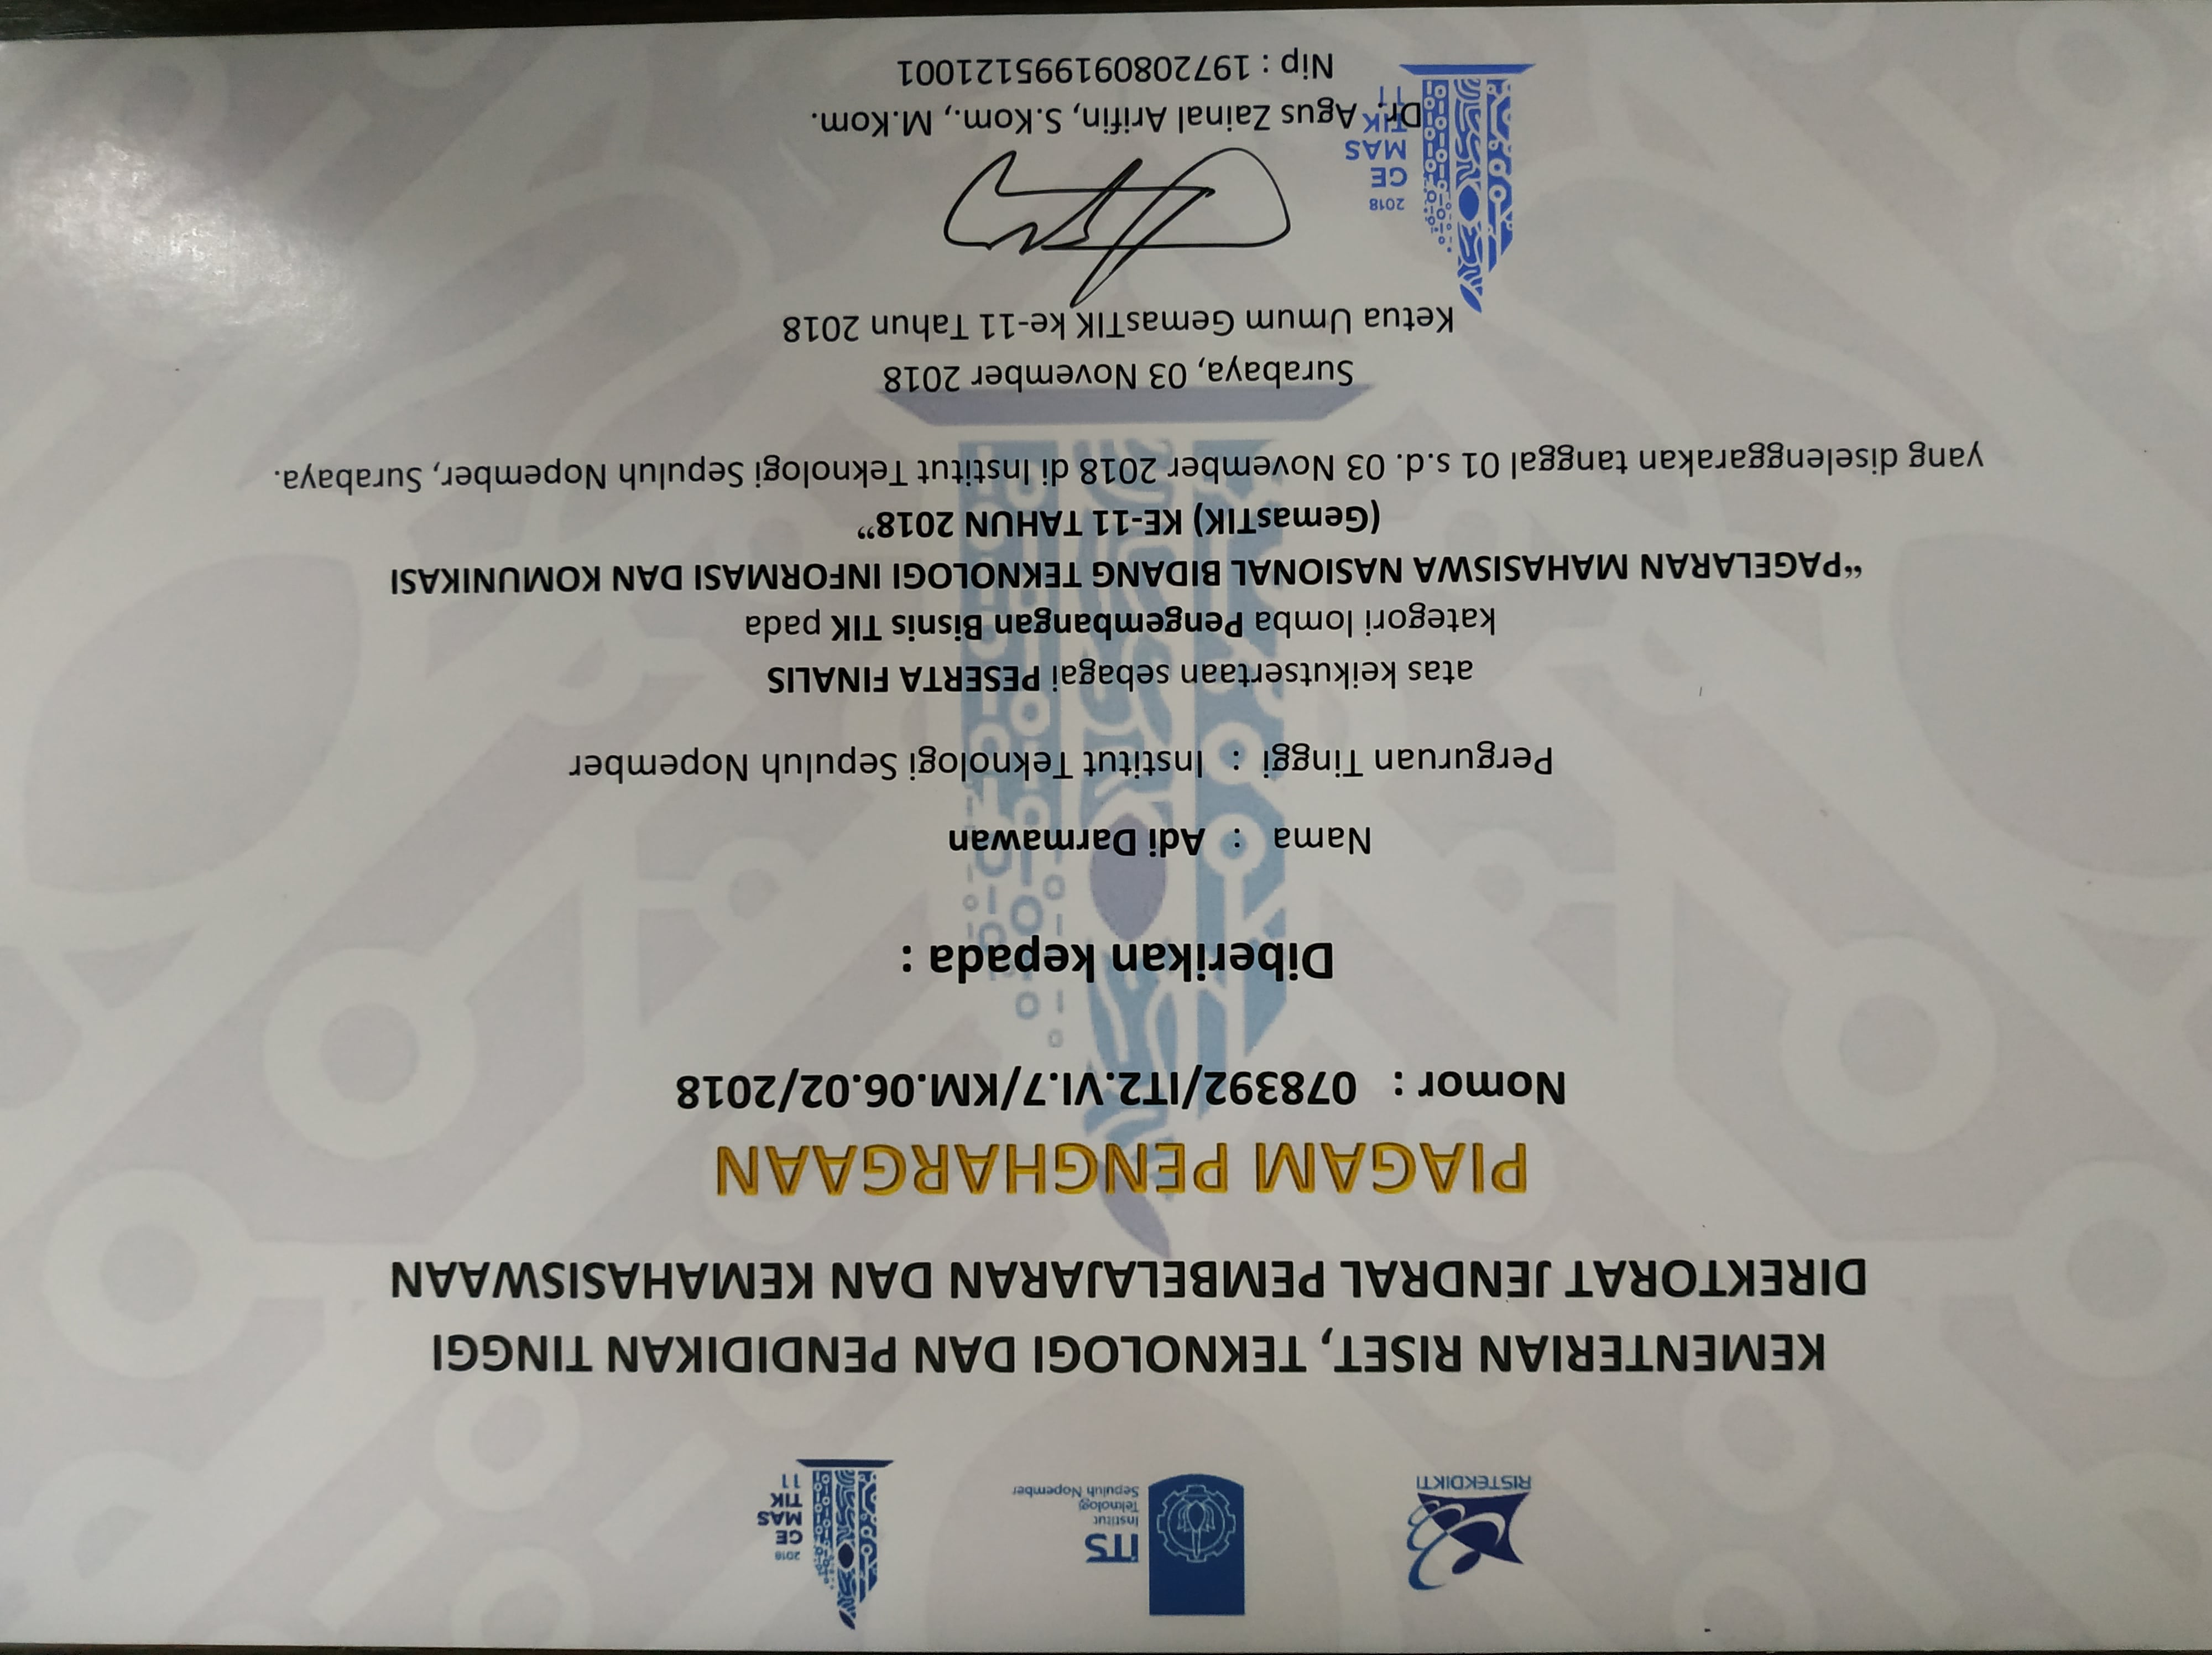 RISTEKDIKTI
iTS
Institut
Teknologi
Sepuluh Nopember
2018
GE
MAS
TIK
11
KEMENTERIAN RISET, TEKNOLOGI DAN PENDIDIKAN TINGGI
DIREKTORAT JENDRAL PEMBELAJARAN DAN KEMAHASISWAAN
PIAGAM PENGHARGAAN
Nomor : 078392/IT2.VI.7/KM.06.02/2018
Diberikan kepada :
Nama : Adi Darmawan
Perguruan Tinggi : Institut Teknologi Sepuluh Nopember
atas keikutsertaan sebagai PESERTA FINALIS
kategori lomba Pengembangan Bisnis TIK pada
“PAGELARAN MAHASISWA NASIONAL BIDANG TEKNOLOGI INFORMASI DAN KOMUNIKASI
(GemasTIK) KE-11 TAHUN 2018”
yang diselenggarakan tanggal 01 s.d. 03 November 2018 di Institut Teknologi Sepuluh Nopember, Surabaya.
Surabaya, 03 November 2018
Ketua Umum GemasTIK ke-11 Tahun 2018
2018
GE
MAS
TIK
11
Dr. Agus Zainal Arifin, S.Kom., M.Kom.
Nip : 197208091995121001